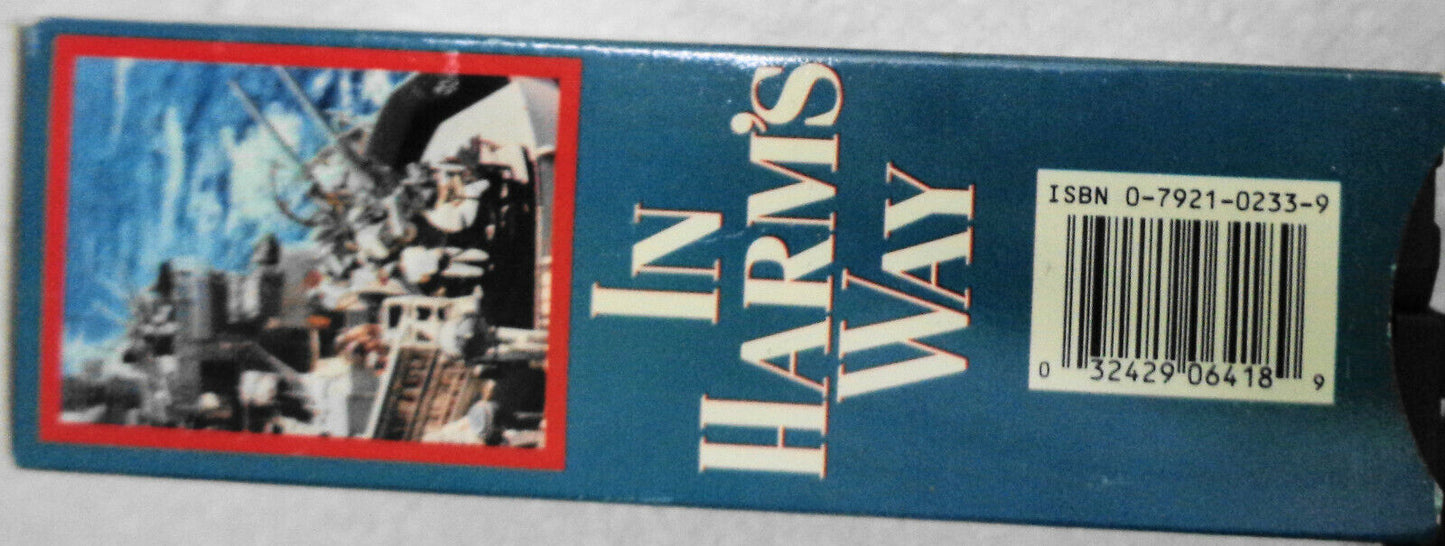 IN
HARM'S
WAY
ISBN 0-7921-0233-9
0 32429 06418 9